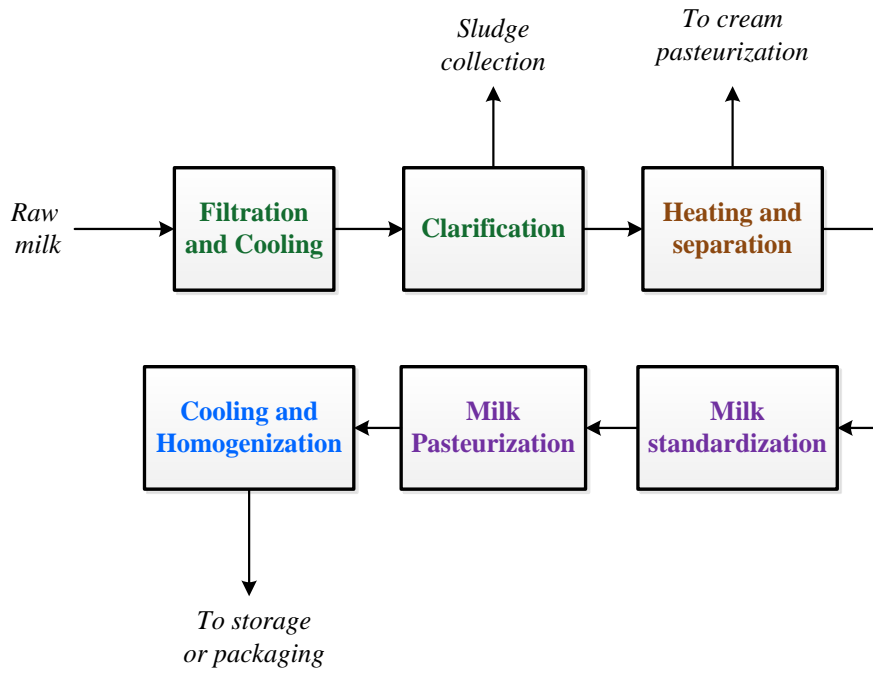 Sludge
collection
To cream
pasteurization
Raw
milk
Filtration
and Cooling
Clarification
Heating and
separation
Cooling and
Homogenization
Milk
Pasteurization
Milk
standardization
To storage
or packaging